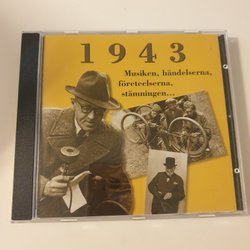 1943
Musiken, händelserna,
företeelserna,
stämningen...